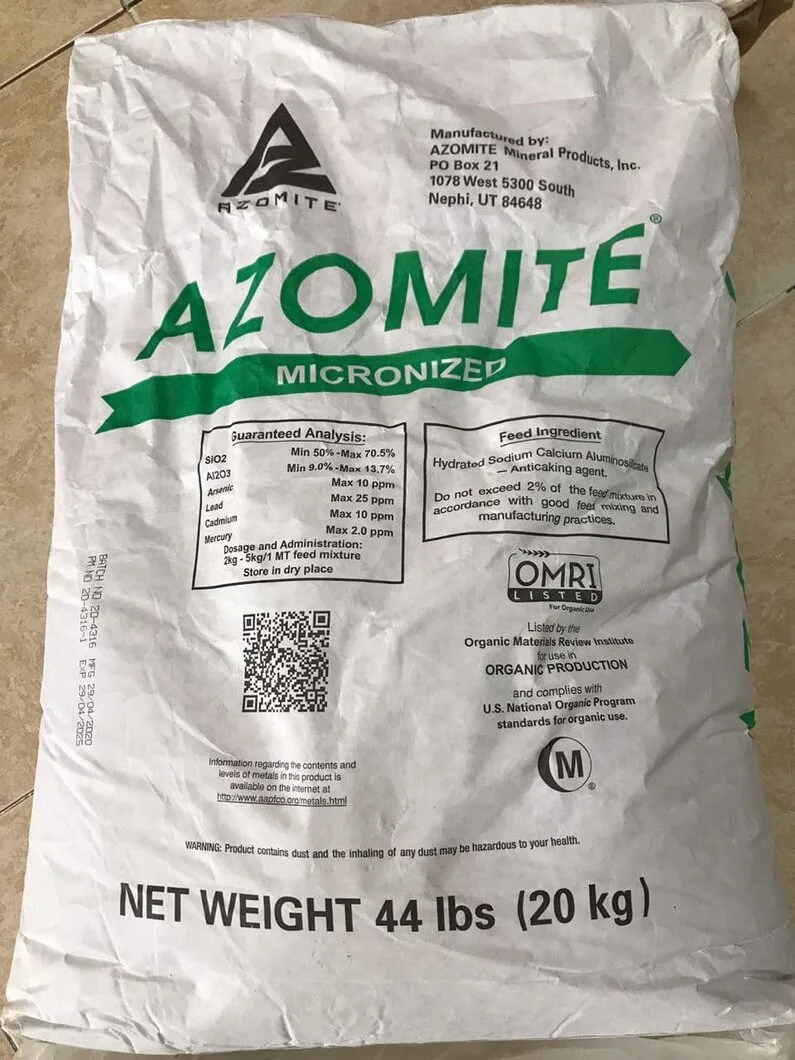 AZOMITE
Manufactured by:
AZOMITE Mineral Products, Inc.
PO Box 21
1078 West 5300 South
Nephi, UT 84648
AZOMITE®
MICRONIZED
Guaranteed Analysis:
SiO2 Min 50% -Max 70.5%
Al2O3 Min 9.0% -Max 13.7%
Arsenic Max 10 ppm
Lead Max 25 ppm
Cadmium Max 10 ppm
Mercury Max 2.0 ppm
Dosage and Administration:
2kg - 5kg/1 MT feed mixture
Store in dry place
Feed Ingredient
Hydrated Sodium Calcium Aluminosilicate
— Anticaking agent.
Do not exceed 2% of the feed mixture in
accordance with good feed mixing and
manufacturing practices.
OMRI
LISTED
For Organic Use
Listed by the
Organic Materials Review Institute
for use in
ORGANIC PRODUCTION
and complies with
U.S. National Organic Program
standards for organic use.
M®
BATCH NO 20-4316 MFG 29/04/2020
PM NO 20-4316-1 EXP 29/04/2025
Information regarding the contents and
levels of metals in this product is
available on the internet at
http://www.aapfco.org/metals.html
WARNING: Product contains dust and the inhaling of any dust may be hazardous to your health.
NET WEIGHT 44 lbs (20 kg)